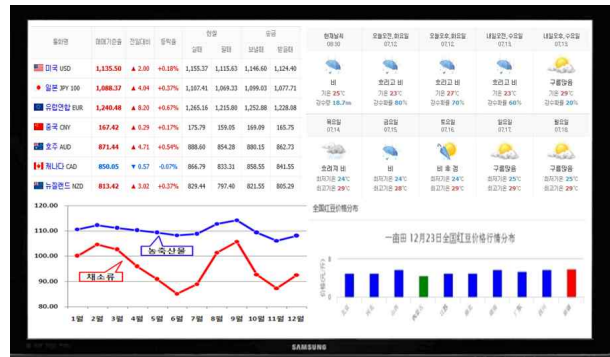 통화명 매매기준율 전일대비 등락율 현찰 송금
살때 팔때 보낼때 받을때
미국 USD 1,135.50 ▲ 2.00 +0.18% 1,155.37 1,115.63 1,146.60 1,124.40
일본 JPY 100 1,088.37 ▲ 4.04 +0.37% 1,107.41 1,069.33 1,099.03 1,077.71
유럽연합 EUR 1,240.48 ▲ 8.20 +0.67% 1,265.16 1,215.80 1,252.88 1,228.08
중국 CNY 167.42 ▲ 0.29 +0.17% 175.79 159.05 169.09 165.75
호주 AUD 871.44 ▲ 4.71 +0.54% 888.60 854.28 880.15 862.73
캐나다 CAD 850.05 ▼ 0.57 -0.07% 866.79 833.31 858.55 841.55
뉴질랜드 NZD 813.42 ▲ 3.02 +0.37% 829.44 797.40 821.55 805.29
현재날씨 오늘오전,화요일 오늘오후,화요일 내일오전,수요일 내일오후,수요일
08:00 07.12. 07.12. 07.13. 07.13.
비 흐리고 비 흐리고 비 흐리고 비 구름많음
기온 25℃ 기온 23℃ 기온 27℃ 기온 23℃ 기온 29℃
강수량 18.7㎜ 강수확률 80% 강수확률 70% 강수확률 60% 강수확률 20%
목요일 금요일 토요일 일요일 월요일
07.14. 07.15. 07.16. 07.17. 07.18.
흐려져 비 비 비 후 갬 구름많음 구름많음
최저기온 24℃ 최저기온 24℃ 최저기온 24℃ 최저기온 25℃ 최저기온 25℃
최고기온 29℃ 최고기온 28℃ 최고기온 29℃ 최고기온 29℃ 최고기온 29℃
120.00
110.00
100.00
90.00
80.00
농축산물
채소류
1월 2월 3월 4월 5월 6월 7월 8월 9월 10월 11월 12월
全国红豆价格分布
一亩田 12月23日全国红豆价格行情分布
8
0
SAMSUNG